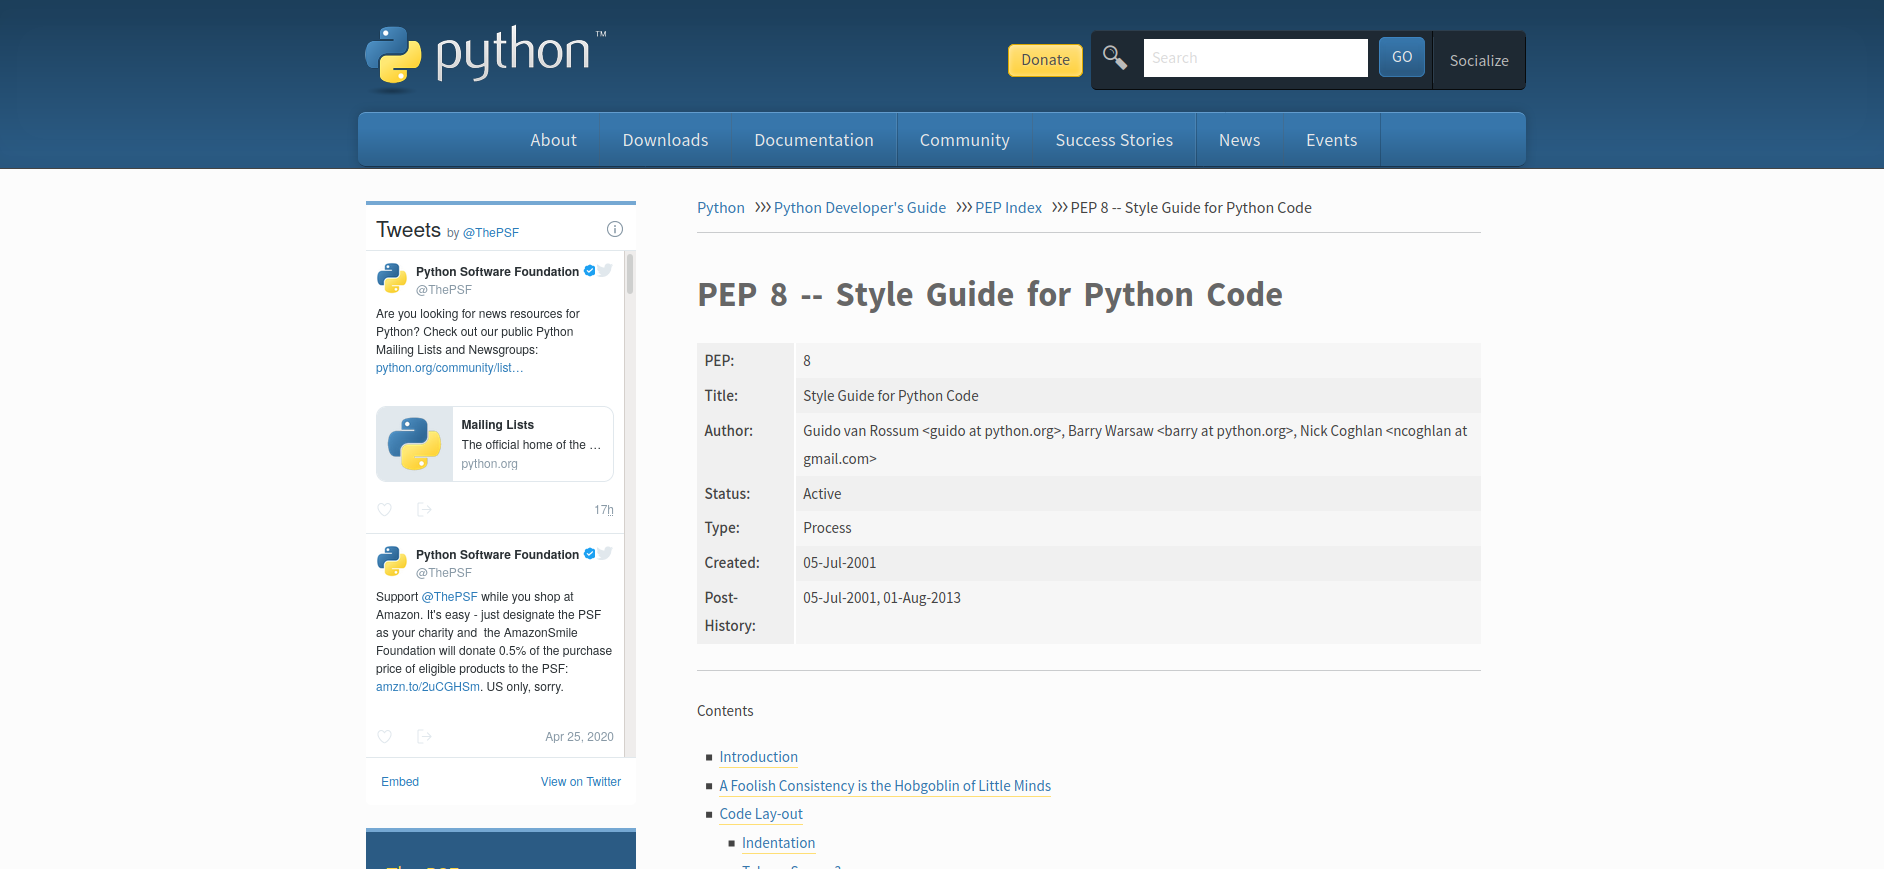 python™
Donate
Search
GO
Socialize
About
Downloads
Documentation
Community
Success Stories
News
Events
Tweets by @ThePSF
Python Software Foundation
@ThePSF
Are you looking for news resources for
Python? Check out our public Python
Mailing Lists and Newsgroups:
python.org/community/list…
Mailing Lists
The official home of the …
python.org
17h
Python Software Foundation
@ThePSF
Support @ThePSF while you shop at
Amazon. It's easy - just designate the PSF
as your charity and the AmazonSmile
Foundation will donate 0.5% of the purchase
price of eligible products to the PSF:
amzn.to/2uCGHSm. US only, sorry.
Apr 25, 2020
Embed
View on Twitter
Python >>> Python Developer's Guide >>> PEP Index >>> PEP 8 -- Style Guide for Python Code
PEP 8 -- Style Guide for Python Code
PEP: 8
Title: Style Guide for Python Code
Author: Guido van Rossum <guido at python.org>, Barry Warsaw <barry at python.org>, Nick Coghlan <ncoghlan at
gmail.com>
Status: Active
Type: Process
Created: 05-Jul-2001
Post- 05-Jul-2001, 01-Aug-2013
History:
Contents
Introduction
A Foolish Consistency is the Hobgoblin of Little Minds
Code Lay-out
Indentation